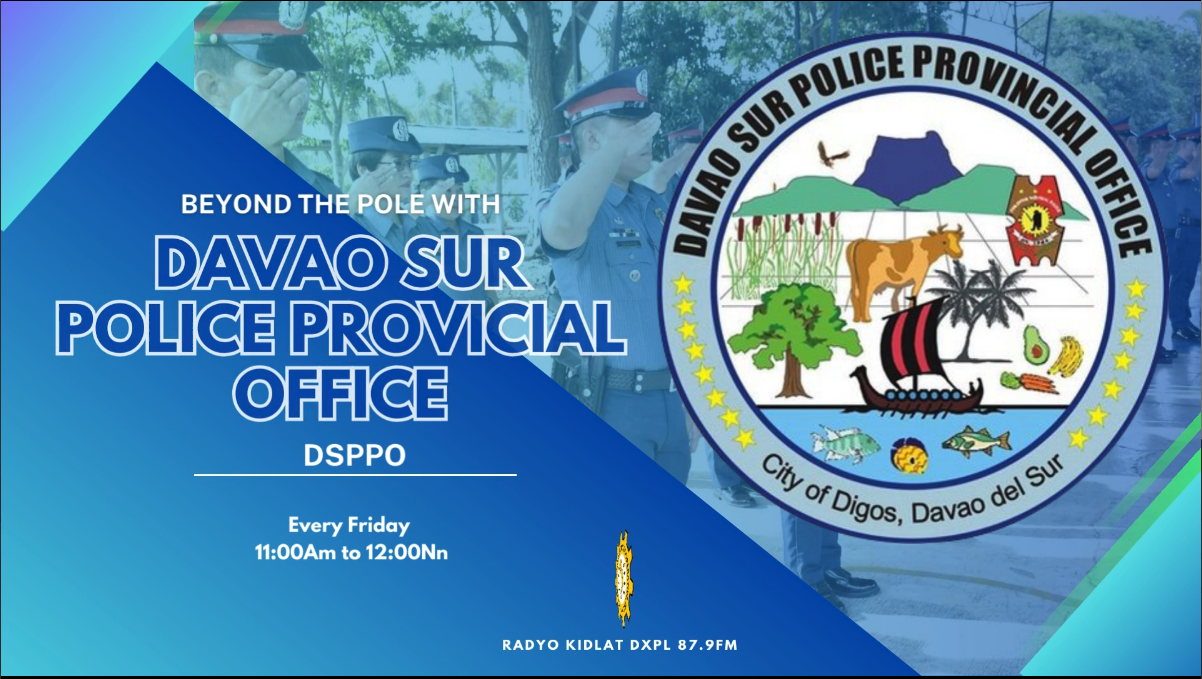 BEYOND THE POLE WITH
DAVAO SUR
POLICE PROVICIAL
OFFICE
DSPPO
Every Friday
11:00Am to 12:00Nn
RADYO KIDLAT DXPL 87.9FM
DAVAO SUR POLICE PROVINCIAL OFFICE
City of Digos, Davao del Sur